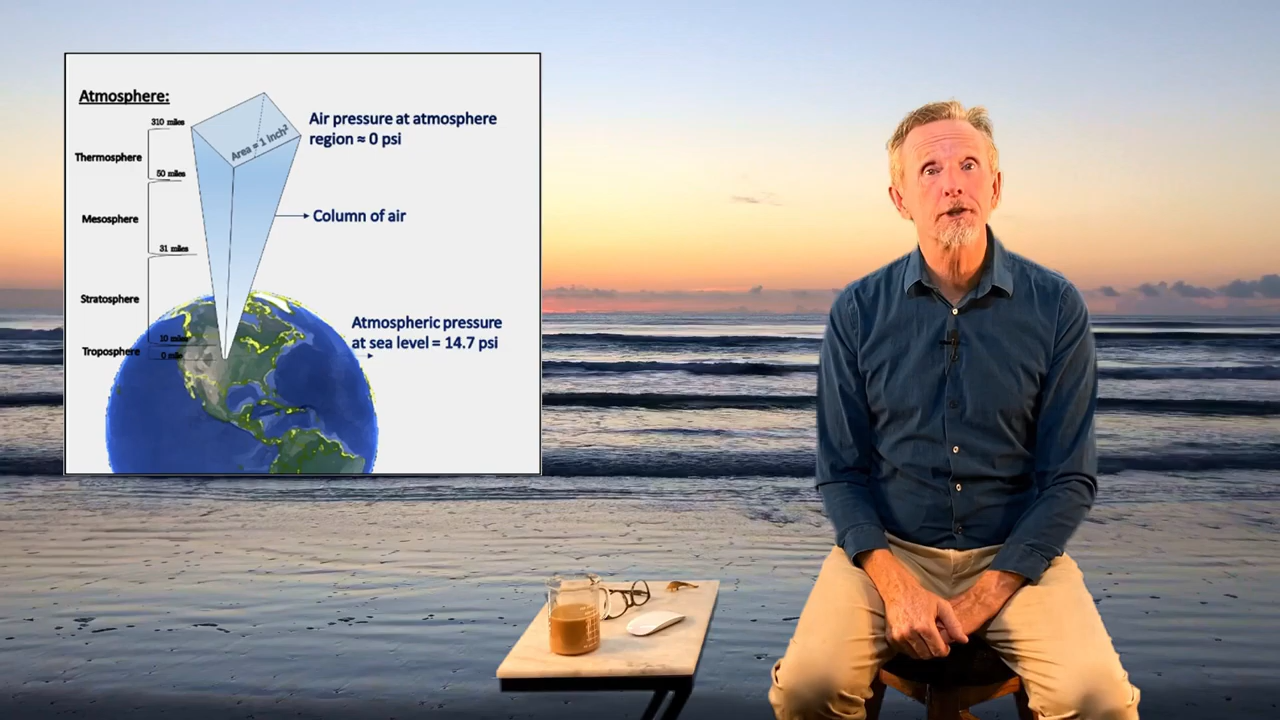 Atmosphere:
310 miles
Air pressure at atmosphere
region ≈ 0 psi
Area = 1 inch²
Thermosphere
50 miles
Mesosphere
Column of air
31 miles
Stratosphere
Atmospheric pressure
at sea level = 14.7 psi
10 miles
Troposphere
0 mile